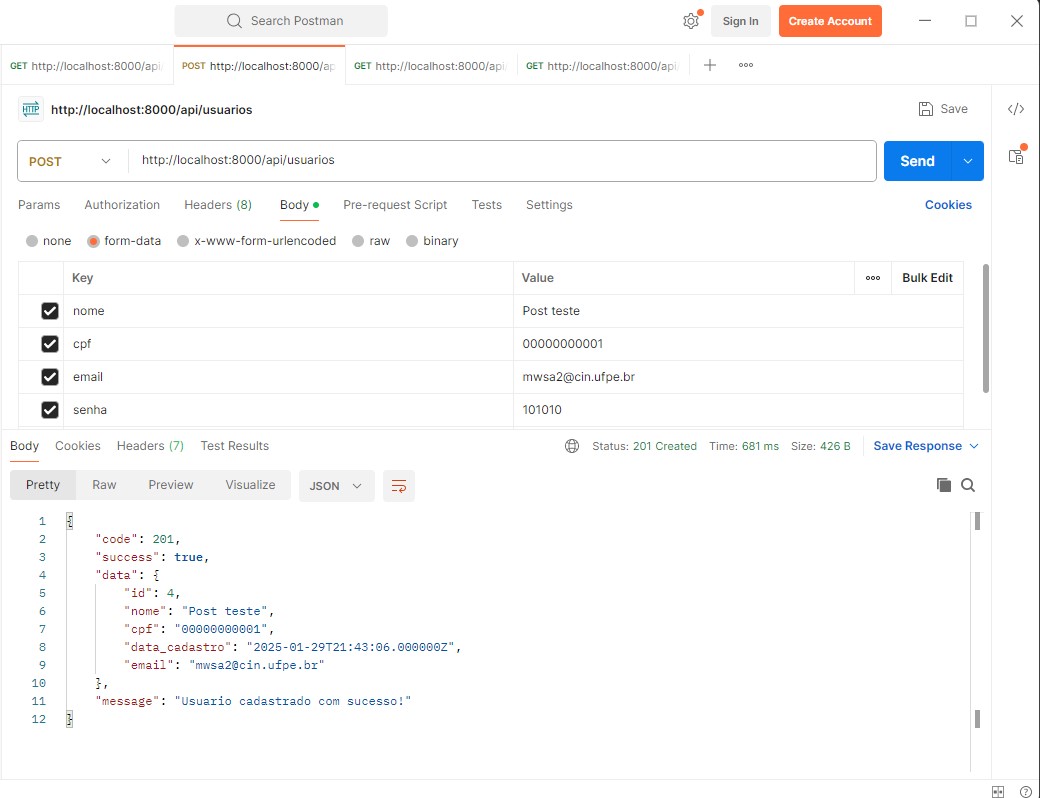 Search Postman
Sign In
Create Account
GET http://localhost:8000/api
POST http://localhost:8000/ap
GET http://localhost:8000/api
GET http://localhost:8000/api
HTTP http://localhost:8000/api/usuarios
Save
POST
http://localhost:8000/api/usuarios
Send
Params Authorization Headers (8) Body Pre-request Script Tests Settings Cookies
none form-data x-www-form-urlencoded raw binary
Key Value Bulk Edit
nome Post teste
cpf 00000000001
email mwsa2@cin.ufpe.br
senha 101010
Body Cookies Headers (7) Test Results Status: 201 Created Time: 681 ms Size: 426 B Save Response
Pretty Raw Preview Visualize JSON
1 {
2 "code": 201,
3 "success": true,
4 "data": {
5 "id": 4,
6 "nome": "Post teste",
7 "cpf": "00000000001",
8 "data_cadastro": "2025-01-29T21:43:06.000000Z",
9 "email": "mwsa2@cin.ufpe.br"
10 },
11 "message": "Usuario cadastrado com sucesso!"
12 }